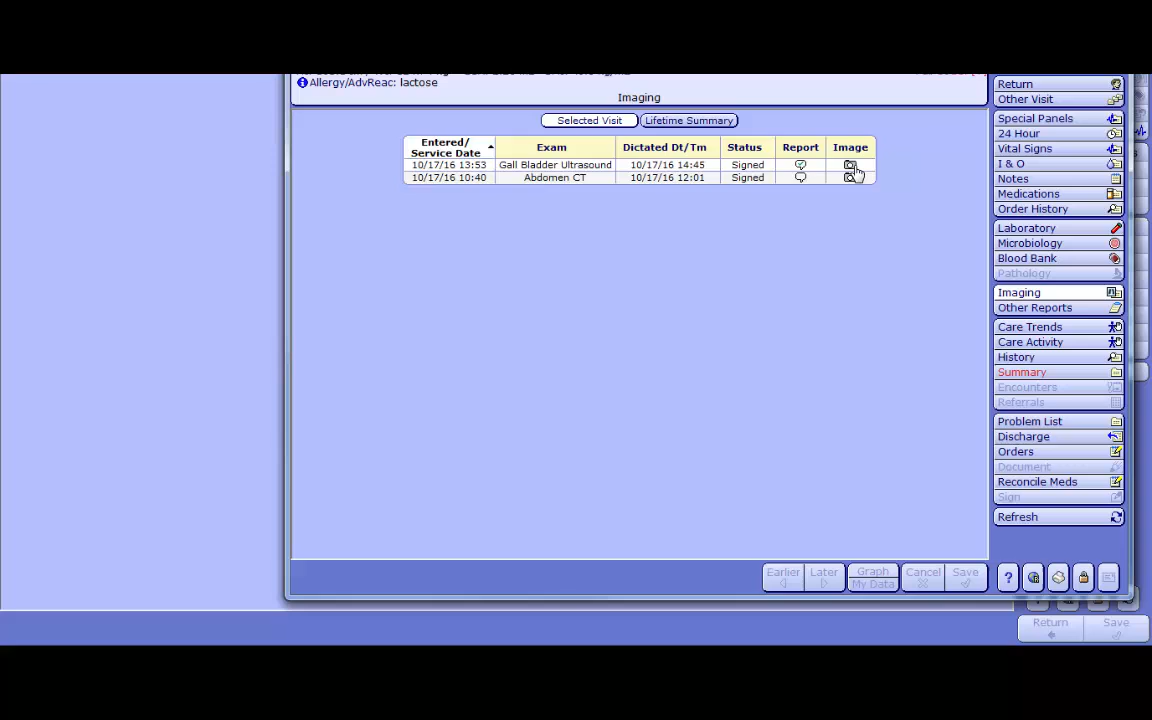 Allergy/AdvReac: lactose
Imaging
Selected Visit Lifetime Summary
Entered/ Service Date Exam Dictated Dt/Tm Status Report Image
10/17/16 13:53 Gall Bladder Ultrasound 10/17/16 14:45 Signed
10/17/16 10:40 Abdomen CT 10/17/16 12:01 Signed
Return
Other Visit
Special Panels
24 Hour
Vital Signs
I & O
Notes
Medications
Order History
Laboratory
Microbiology
Blood Bank
Pathology
Imaging
Other Reports
Care Trends
Care Activity
History
Summary
Encounters
Referrals
Problem List
Discharge
Orders
Document
Reconcile Meds
Sign
Refresh
Earlier Later Graph My Data Cancel Save
?
Return Save